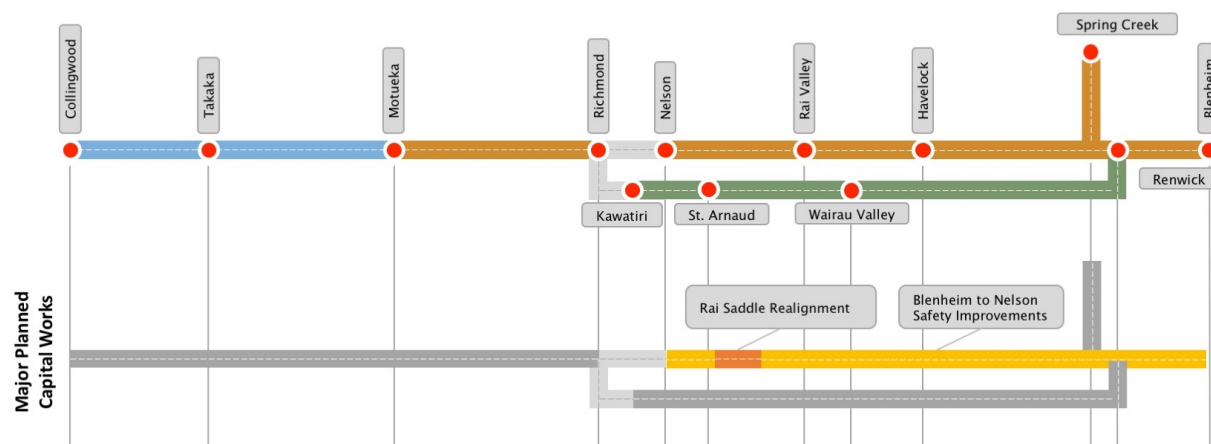 Spring Creek
Collingwood
Takaka
Motueka
Richmond
Nelson
Rai Valley
Havelock
Blenheim
Renwick
Kawatiri
St. Arnaud
Wairau Valley
Major Planned
Capital Works
Rai Saddle Realignment
Blenheim to Nelson
Safety Improvements